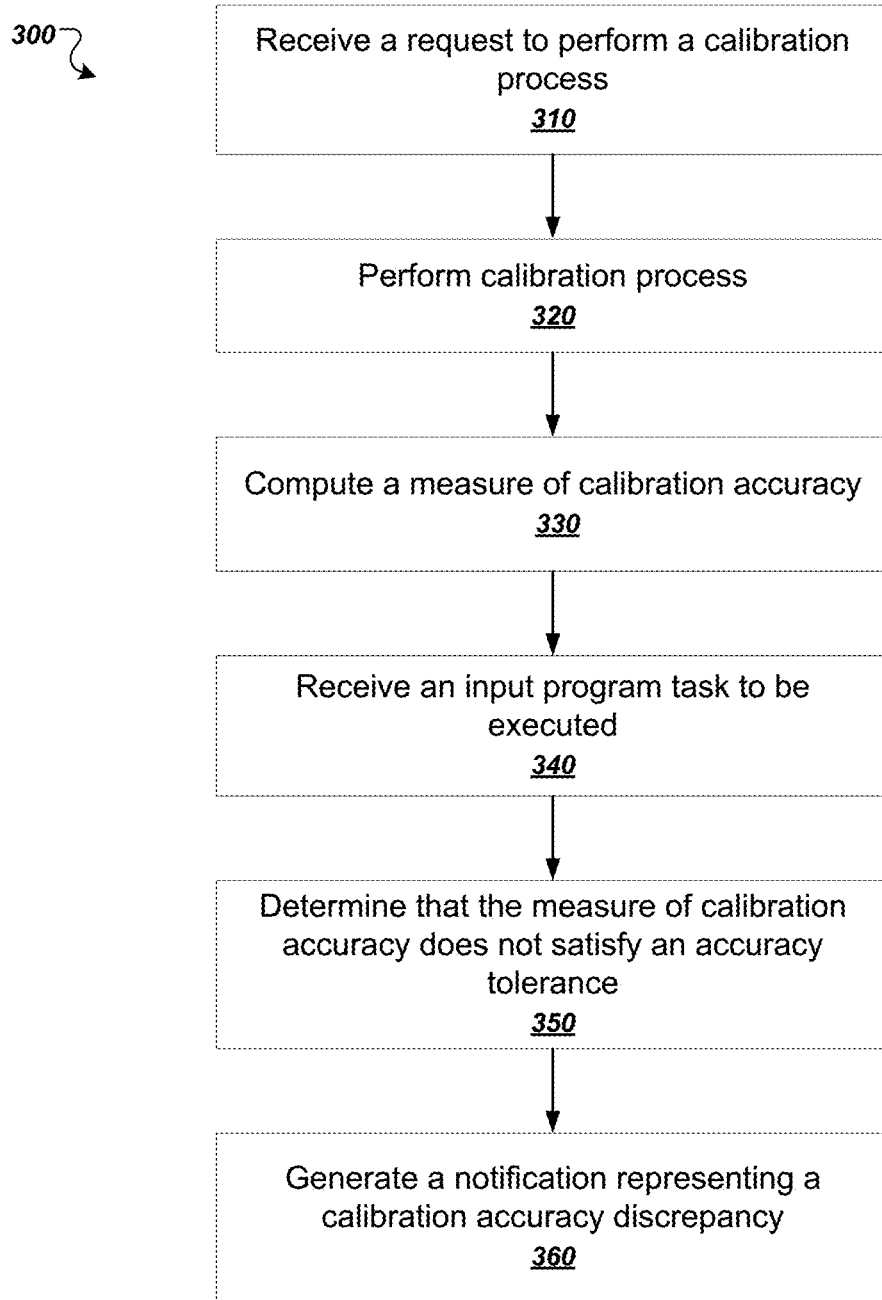 300
Receive a request to perform a calibration
process
310
Perform calibration process
320
Compute a measure of calibration accuracy
330
Receive an input program task to be
executed
340
Determine that the measure of calibration
accuracy does not satisfy an accuracy
tolerance
350
Generate a notification representing a
calibration accuracy discrepancy
360